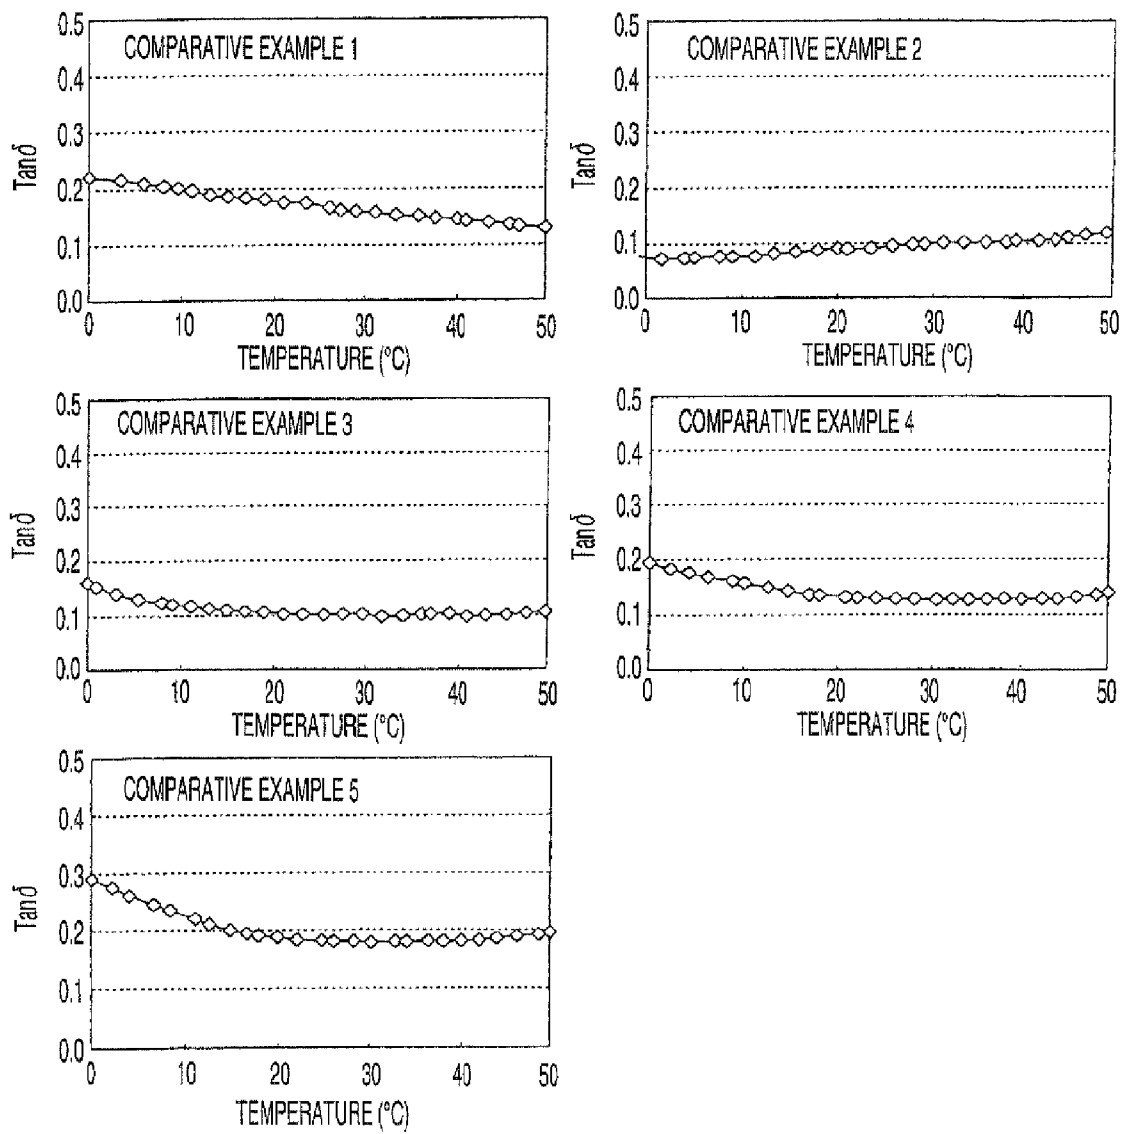 COMPARATIVE EXAMPLE 1
0.5
0.4
0.3
0.2
0.1
0.0
Tanδ
0 10 20 30 40 50
TEMPERATURE (°C)
COMPARATIVE EXAMPLE 2
0.5
0.4
0.3
0.2
0.1
0.0
Tanδ
0 10 20 30 40 50
TEMPERATURE (°C)
COMPARATIVE EXAMPLE 3
0.5
0.4
0.3
0.2
0.1
0.0
Tanδ
0 10 20 30 40 50
TEMPERATURE (°C)
COMPARATIVE EXAMPLE 4
0.5
0.4
0.3
0.2
0.1
0.0
Tanδ
0 10 20 30 40 50
TEMPERATURE (°C)
COMPARATIVE EXAMPLE 5
0.5
0.4
0.3
0.2
0.1
0.0
Tanδ
0 10 20 30 40 50
TEMPERATURE (°C)